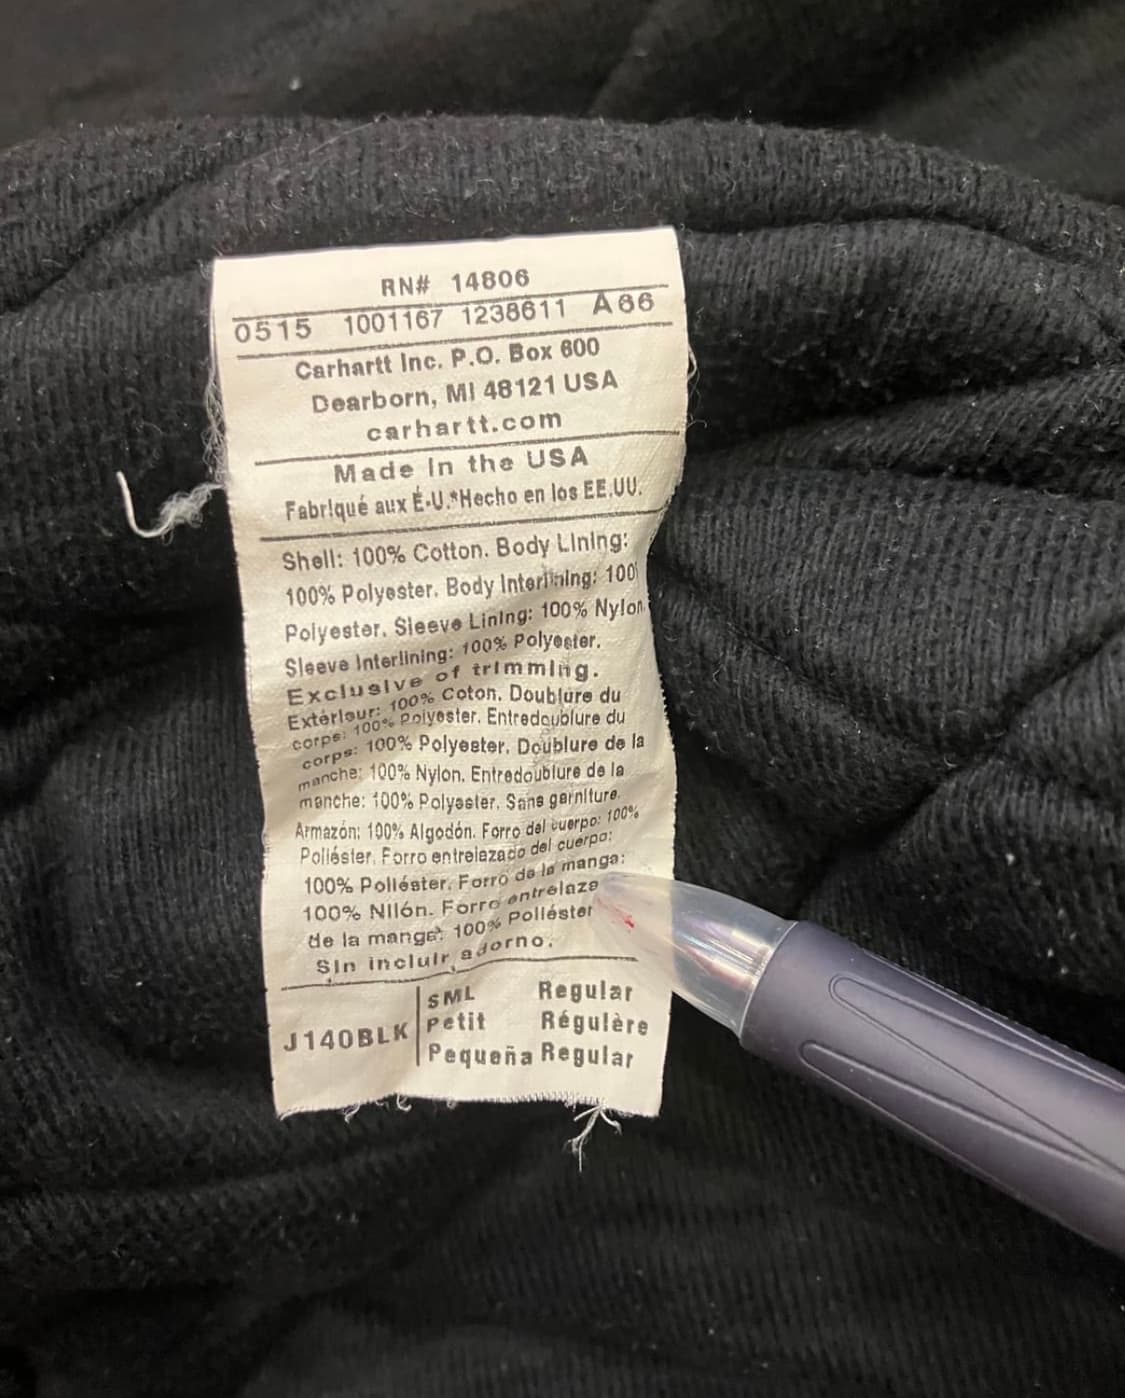 RN# 14806
0515 1001167 1238611 A66
Carhartt Inc. P.O. Box 600
Dearborn, MI 48121 USA
carhartt.com
Made In the USA
Fabriqué aux É-U.*Hecho en los EE.UU.
Shell: 100% Cotton. Body Lining:
100% Polyester. Body Interlining: 100
Polyester. Sleeve Lining: 100% Nylon
Sleeve Interlining: 100% Polyester.
Exclusive of trimming.
Extérieur: 100% Coton. Doublure du
corps: 100% Polyester. Entredoublure du
corps: 100% Polyester. Doublure de la
manche: 100% Nylon. Entredoublure de la
manche: 100% Polyester. Sans garniture.
Armazón: 100% Algodón. Forro del cuerpo: 100%
Poliéster. Forro entrelazado del cuerpo:
100% Poliéster. Forro de la manga:
100% Nilón. Forro entrelaza
de la manga: 100% Poliéster
Sin incluir adorno.
J140BLK
SML Regular
Petit Régulère
Pequeña Regular